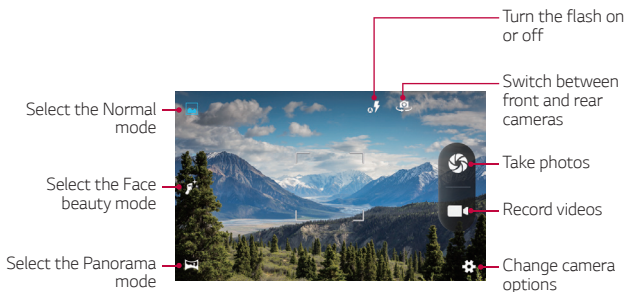 Turn the flash on
or off
Switch between
front and rear
cameras
Select the Normal
mode
Take photos
Select the Face
beauty mode
Record videos
Select the Panorama
mode
Change camera
options